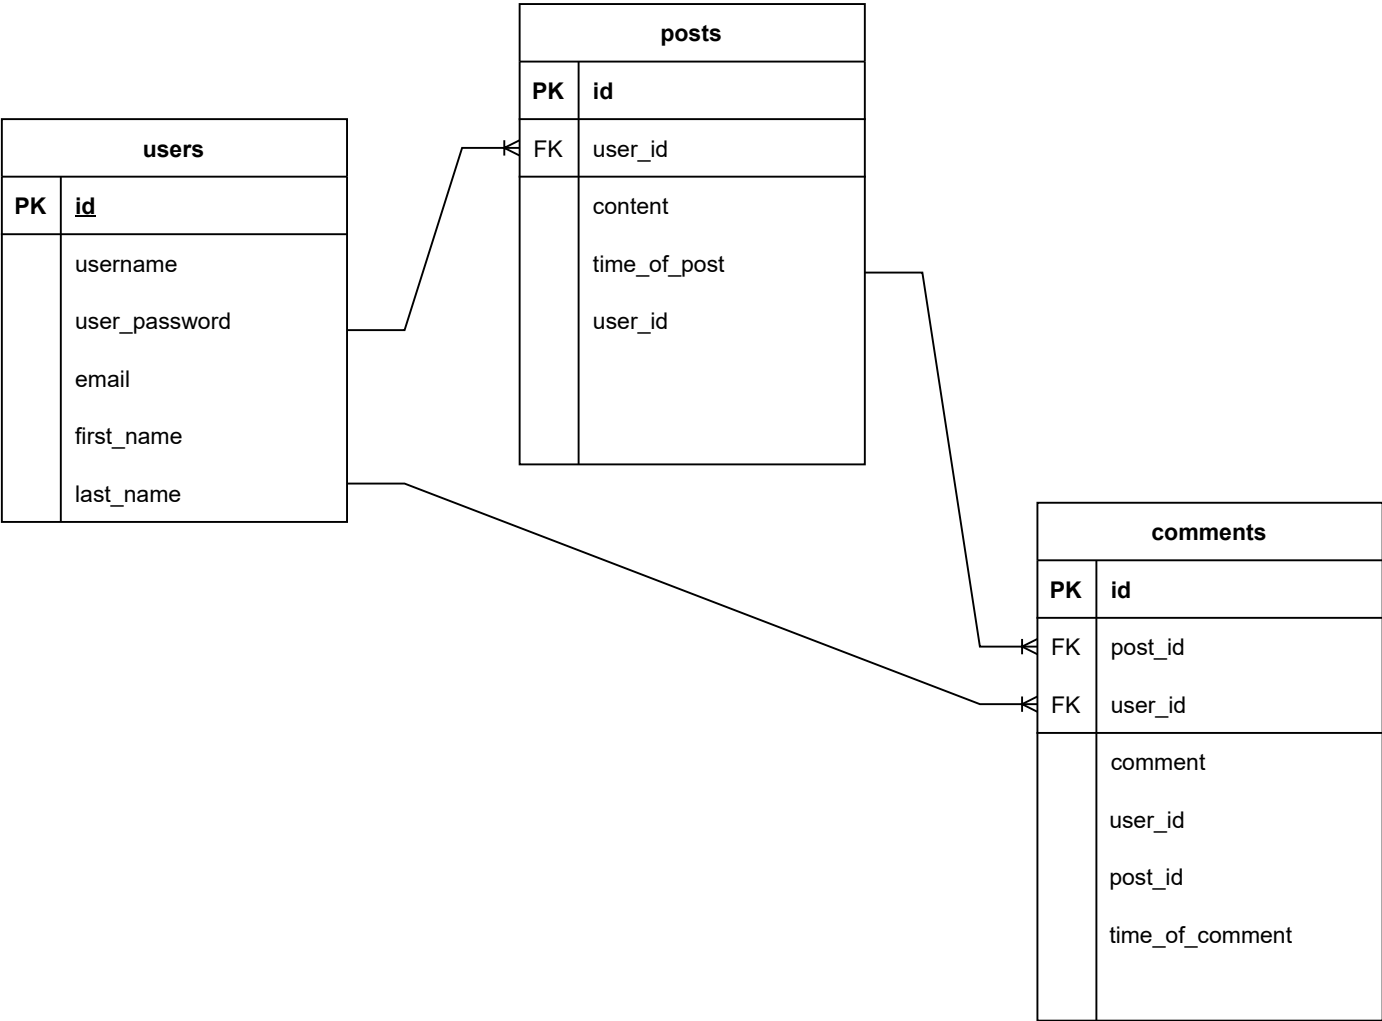 users
PK id
username
user_password
email
first_name
last_name
posts
PK id
FK user_id
content
time_of_post
user_id
comments
PK id
FK post_id
FK user_id
comment
user_id
post_id
time_of_comment